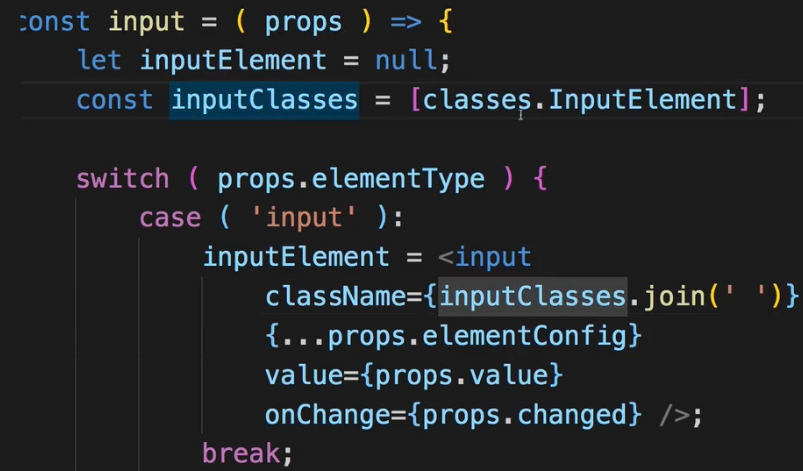 const input = ( props ) => {
let inputElement = null;
const inputClasses = [classes.InputElement];
switch ( props.elementType ) {
case ( 'input' ):
inputElement = <input
className={inputClasses.join(' ')}
{...props.elementConfig}
value={props.value}
onChange={props.changed} />;
break;